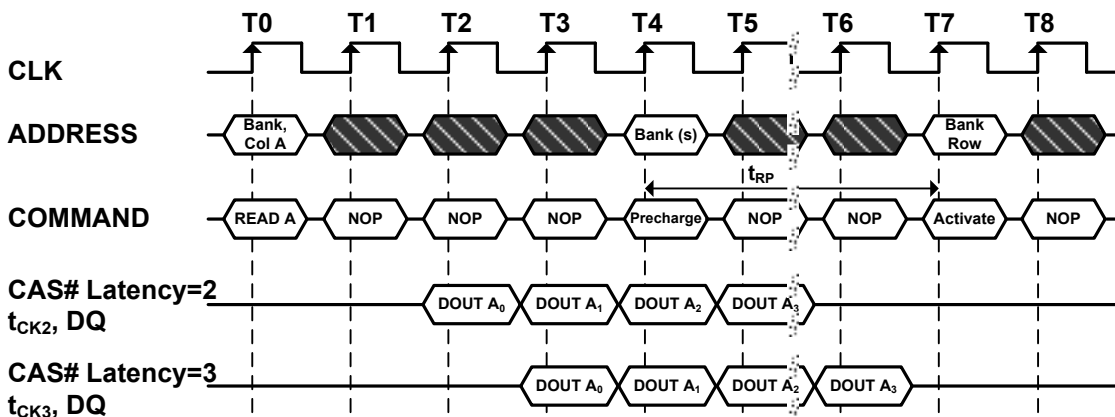 T0 T1 T2 T3 T4 T5 T6 T7 T8
CLK
ADDRESS
Bank, Col A
Bank (s)
Bank Row
tRP
COMMAND
READ A NOP NOP NOP Precharge NOP NOP Activate NOP
CAS# Latency=2
tCK2, DQ
DOUT A0 DOUT A1 DOUT A2 DOUT A3
CAS# Latency=3
tCK3, DQ
DOUT A0 DOUT A1 DOUT A2 DOUT A3